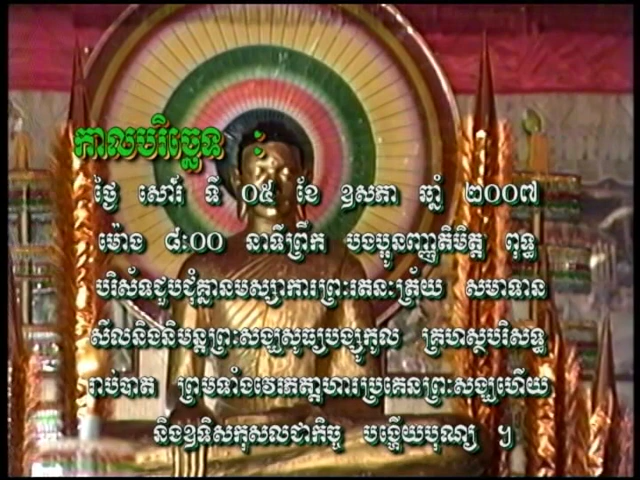 កាលបរិច្ឆេទ :
ថ្ងៃ សៅរ៍ ទី ០៥ ខែ ឧសភា ឆ្នាំ ២០០៧
ម៉ោង ៨:០០ នាទីព្រឹក បងប្អូនញាតិមិត្ត ពុទ្ធ
បរិស័ទជួបជុំគ្នានមស្សាការព្រះរតនៈត្រ័យ សមាទាន
សីលនិងនិមន្តព្រះសង្ឃសូធ្យបង្សុកូល គ្រហស្ថបរិសទ្ធ
រាប់បាត ព្រមទាំងវេរភត្តាហារប្រគេនព្រះសង្ឃហើយ
និងឧទិសកុសលជាកិច្ច បង្ហើយបុណ្យ ។